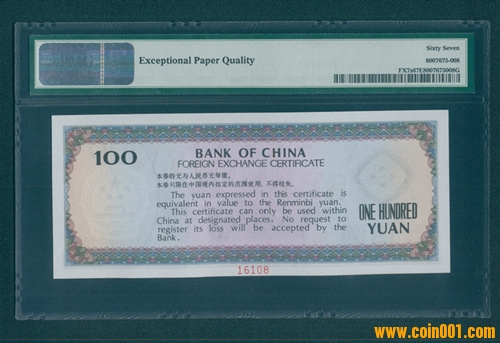 Exceptional Paper Quality
Sixty Seven
8007675-008
FX7a67E8007675008G
100
BANK OF CHINA
FOREIGN EXCHANGE CERTIFICATE
本券的元与人民币元等值。
本券只限在中国境内指定的范围使用,不得挂失。
The yuan expressed in this certificate is
equivalent in value to the Renminbi yuan.
This certificate can only be used within
China at designated places. No request to
register its loss will be accepted by the
Bank.
ONE HUNDRED
YUAN
16108
www.coin001.com